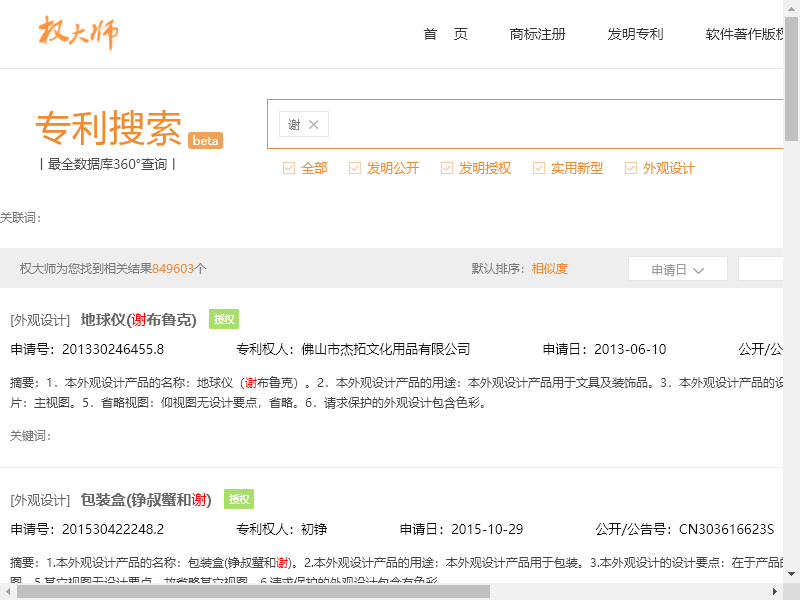 权大师
首 页 商标注册 发明专利 软件著作版权
专利搜索 beta
丨最全数据库360°查询丨
谢
全部 发明公开 发明授权 实用新型 外观设计
关联词：
权大师为您找到相关结果849603个 默认排序：相似度 申请日
[外观设计] 地球仪(谢布鲁克) 授权
申请号：201330246455.8 专利权人：佛山市杰拓文化用品有限公司 申请日：2013-06-10 公开/公
摘要：1．本外观设计产品的名称：地球仪（谢布鲁克）。2．本外观设计产品的用途：本外观设计产品用于文具及装饰品。3．本外观设计产品的设
片：主视图。5．省略视图：仰视图无设计要点，省略。6．请求保护的外观设计包含色彩。
关键词：
[外观设计] 包装盒(铮叔蟹和谢) 授权
申请号：201530422248.2 专利权人：初铮 申请日：2015-10-29 公开/公告号：CN303616623S
摘要：1.本外观设计产品的名称：包装盒(铮叔蟹和谢)。2.本外观设计产品的用途：本外观设计产品用于包装。3.本外观设计的设计要点：在于产品的
图。5.其它视图无设计要点，故省略其它视图。6.请求保护的外观设计包含有色彩。